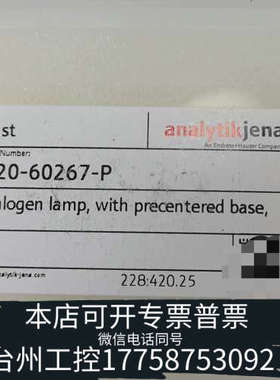 st
analytikjena
An Endress+Hauser Company
Number:
20-60267-P
alogen lamp, with precentered base,
alytik-jena.com
228:420.25
本店可开普票专票
微信电话同号
台州工控17758753092